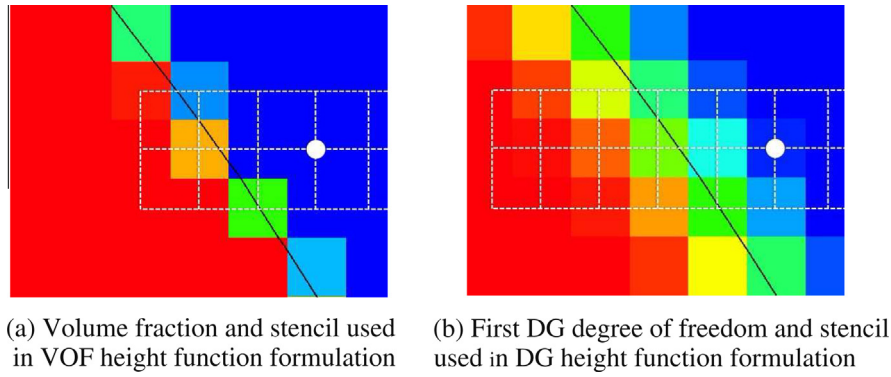 (a) Volume fraction and stencil used
in VOF height function formulation
(b) First DG degree of freedom and stencil
used in DG height function formulation